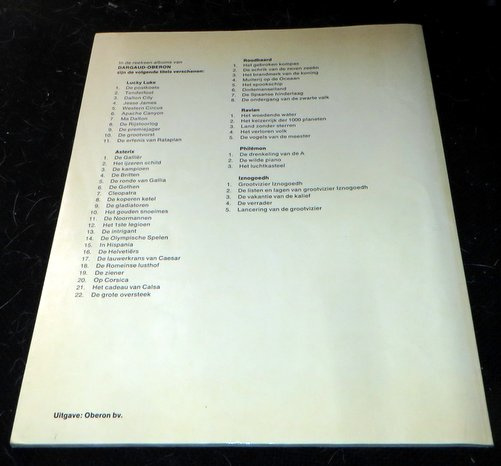 In de reeksen albums van
DARGAUD-OBERON
zijn de volgende titels verschenen:
Lucky Luke
1. De postkoets
2. Tenderfoot
3. Dalton City
4. Jesse James
5. Western Circus
6. Apache Canyon
7. Ma Dalton
8. De Rijstoorlog
9. De premiejager
10. De grootvorst
11. De erfenis van Rataplan
Asterix
1. De Galliër
2. Het ijzeren schild
3. De kampioen
4. De Britten
5. De ronde van Gallia
6. De Gothen
7. Cleopatra
8. De koperen ketel
9. De gladiatoren
10. Het gouden snoeimes
11. De Noormannen
12. Het 1ste legioen
13. De intrigant
14. De Olympische Spelen
15. In Hispania
16. De Helvetiërs
17. De lauwerkrans van Caesar
18. De Romeinse lusthof
19. De ziener
20. Op Corsica
21. Het cadeau van Caesar
22. De grote oversteek
Roodbaard
1. Het gebroken kompas
2. De schrik van de zeven zeeën
3. Het brandmerk van de koning
4. Muiterij op de Oceaan
5. Het spookschip
6. Ondermanseiland
7. De Spaanse hinderlaag
8. De ondergang van de zwarte valk
Ravian
1. Het woedende water
2. Het keizerrijk der 1000 planeten
3. Land zonder sterren
4. Het verloren volk
5. De vogels van de meester
Philémon
1. De drenkeling van de A
2. De wilde piano
3. Het luchtkasteel
Iznogoedh
1. Grootvizier Iznogoedh
2. De listen en lagen van grootvizier Iznogoedh
3. De vakantie van de kalief
4. De verrader
5. Lancering van de grootvizier
Uitgave: Oberon bv.